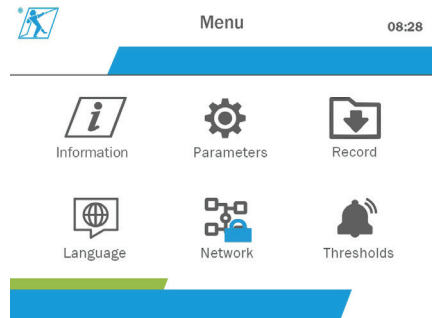 Menu
08:28
Information
Parameters
Record
Language
Network
Thresholds